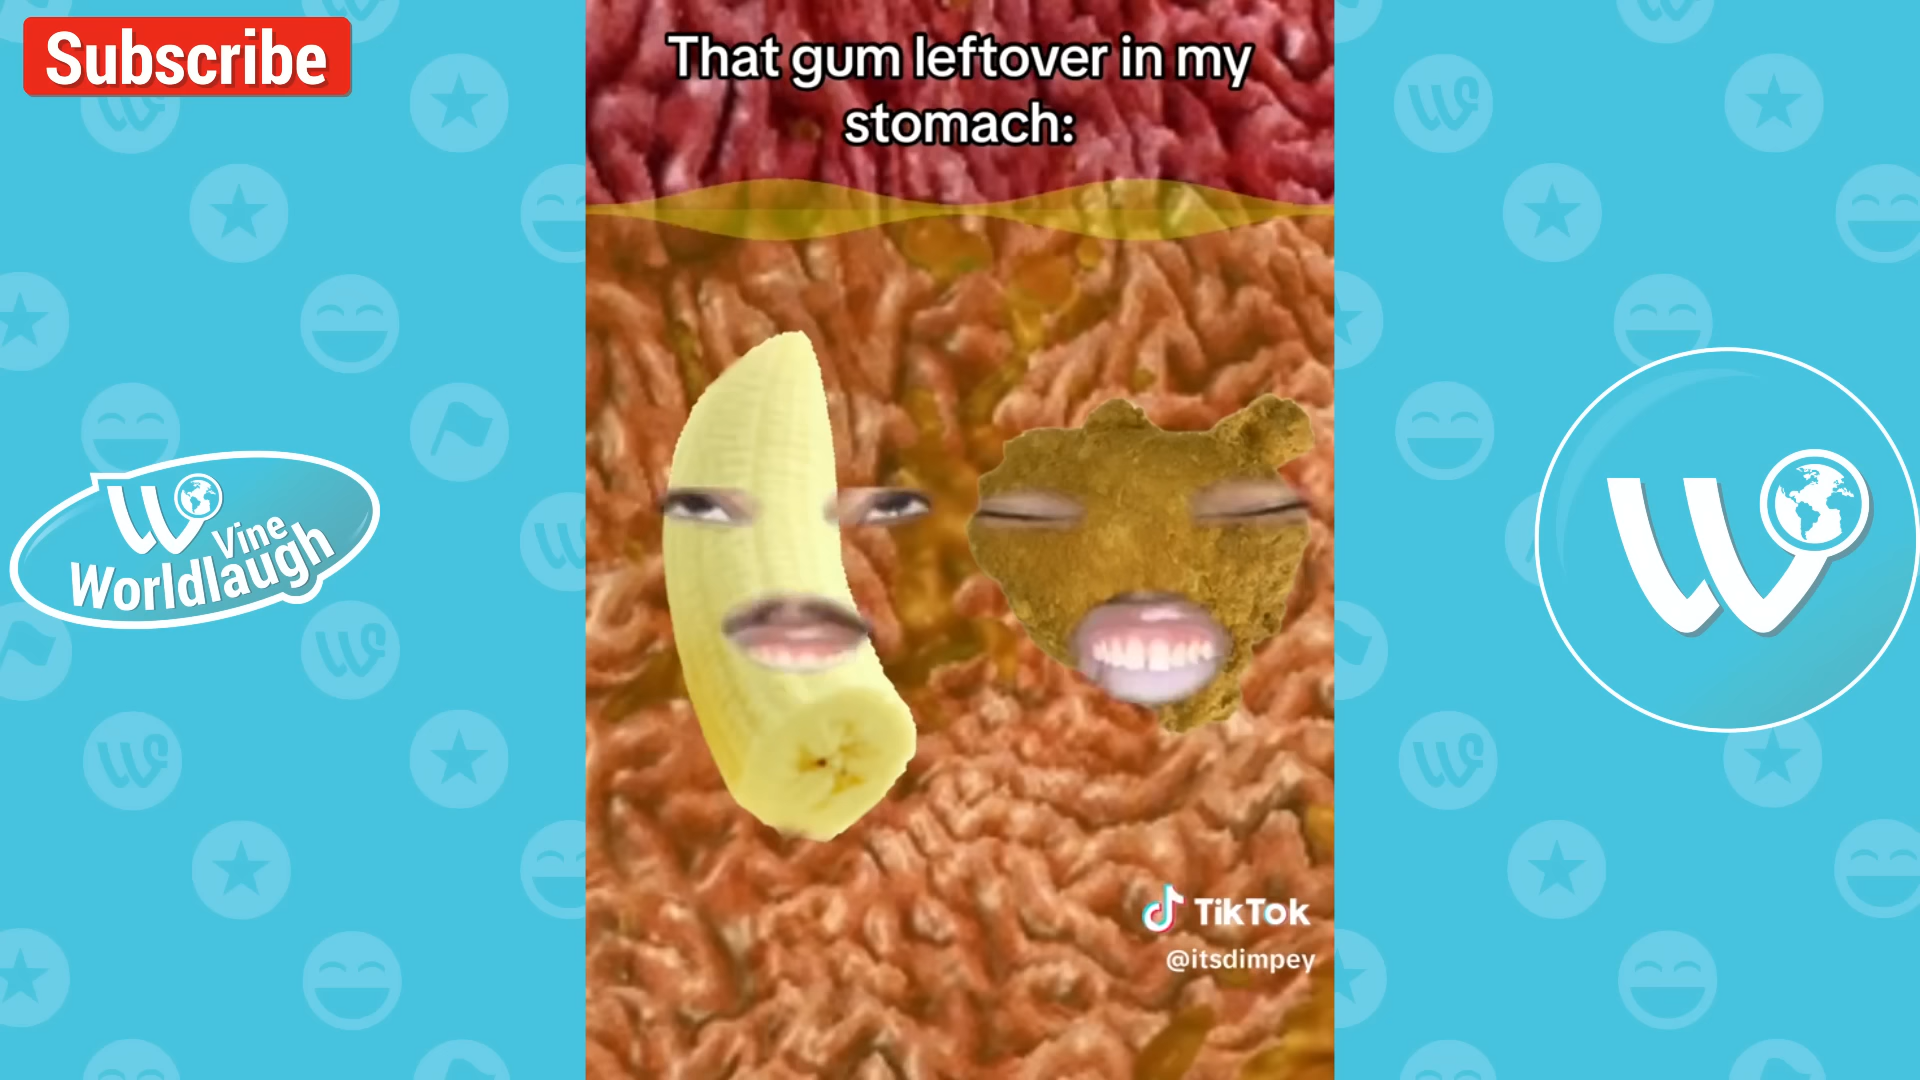 Subscribe
That gum leftover in my
stomach:
W
Vine
Worldlaugh
W
TikTok
@itsdimpey